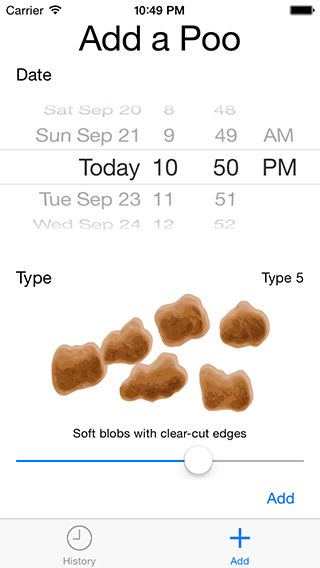 Carrier 10:49 PM
Add a Poo
Date
Sat Sep 20 8 48
Sun Sep 21 9 49 AM
Today 10 50 PM
Tue Sep 23 11 51
Wed Sep 24 12 52
Type Type 5
Soft blobs with clear-cut edges
Add
History Add